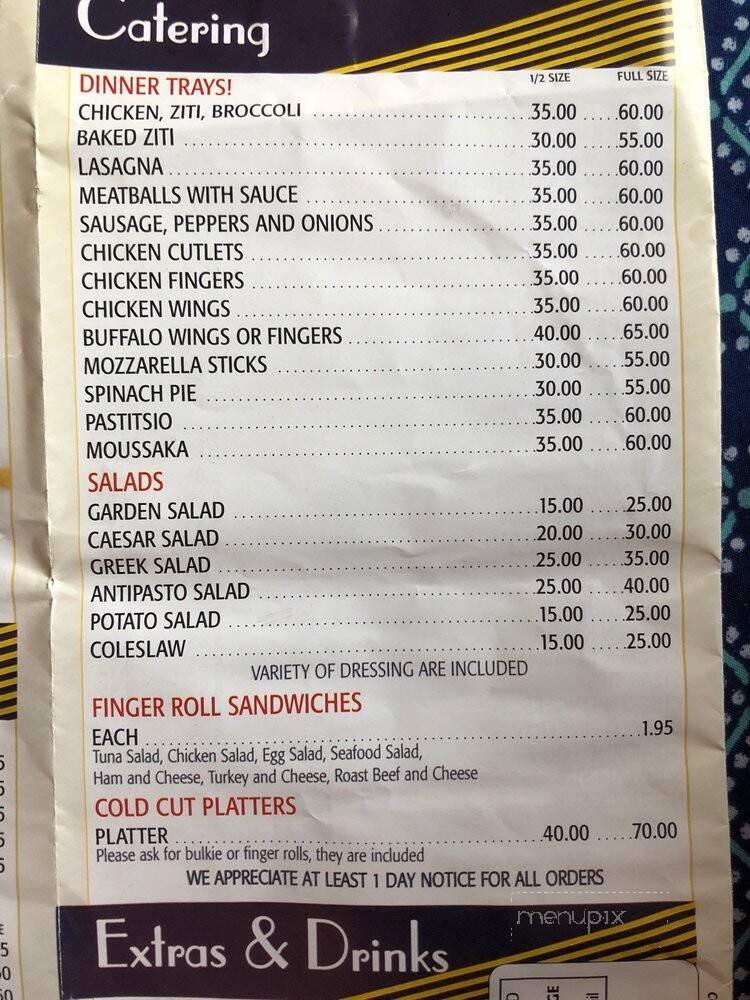 Catering
DINNER TRAYS! 1/2 SIZE FULL SIZE
CHICKEN, ZITI, BROCCOLI 35.00 60.00
BAKED ZITI 30.00 55.00
LASAGNA 35.00 60.00
MEATBALLS WITH SAUCE 35.00 60.00
SAUSAGE, PEPPERS AND ONIONS 35.00 60.00
CHICKEN CUTLETS 35.00 60.00
CHICKEN FINGERS 35.00 60.00
CHICKEN WINGS 35.00 60.00
BUFFALO WINGS OR FINGERS 40.00 65.00
MOZZARELLA STICKS 30.00 55.00
SPINACH PIE 30.00 55.00
PASTITSIO 35.00 60.00
MOUSSAKA 35.00 60.00
SALADS
GARDEN SALAD 15.00 25.00
CAESAR SALAD 20.00 30.00
GREEK SALAD 25.00 35.00
ANTIPASTO SALAD 25.00 40.00
POTATO SALAD 15.00 25.00
COLESLAW 15.00 25.00
VARIETY OF DRESSING ARE INCLUDED
FINGER ROLL SANDWICHES
EACH 1.95
Tuna Salad, Chicken Salad, Egg Salad, Seafood Salad,
Ham and Cheese, Turkey and Cheese, Roast Beef and Cheese
COLD CUT PLATTERS
PLATTER 40.00 70.00
Please ask for bulkie or finger rolls, they are included
WE APPRECIATE AT LEAST 1 DAY NOTICE FOR ALL ORDERS
menupix
Extras & Drinks